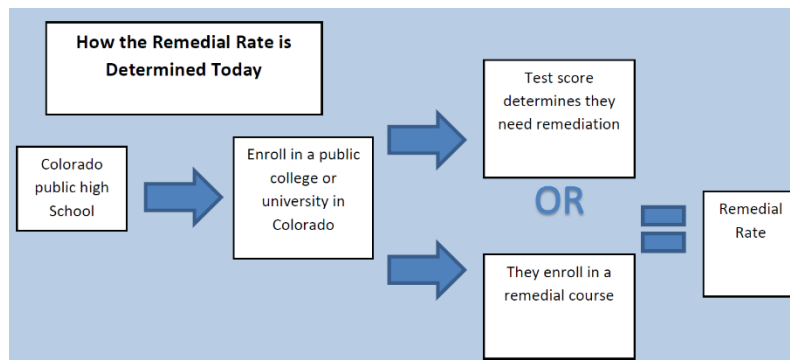 How the Remedial Rate is
Determined Today
Colorado
public high
School
Enroll in a public
college or
university in
Colorado
Test score
determines they
need remediation
OR
They enroll in a
remedial course
Remedial
Rate